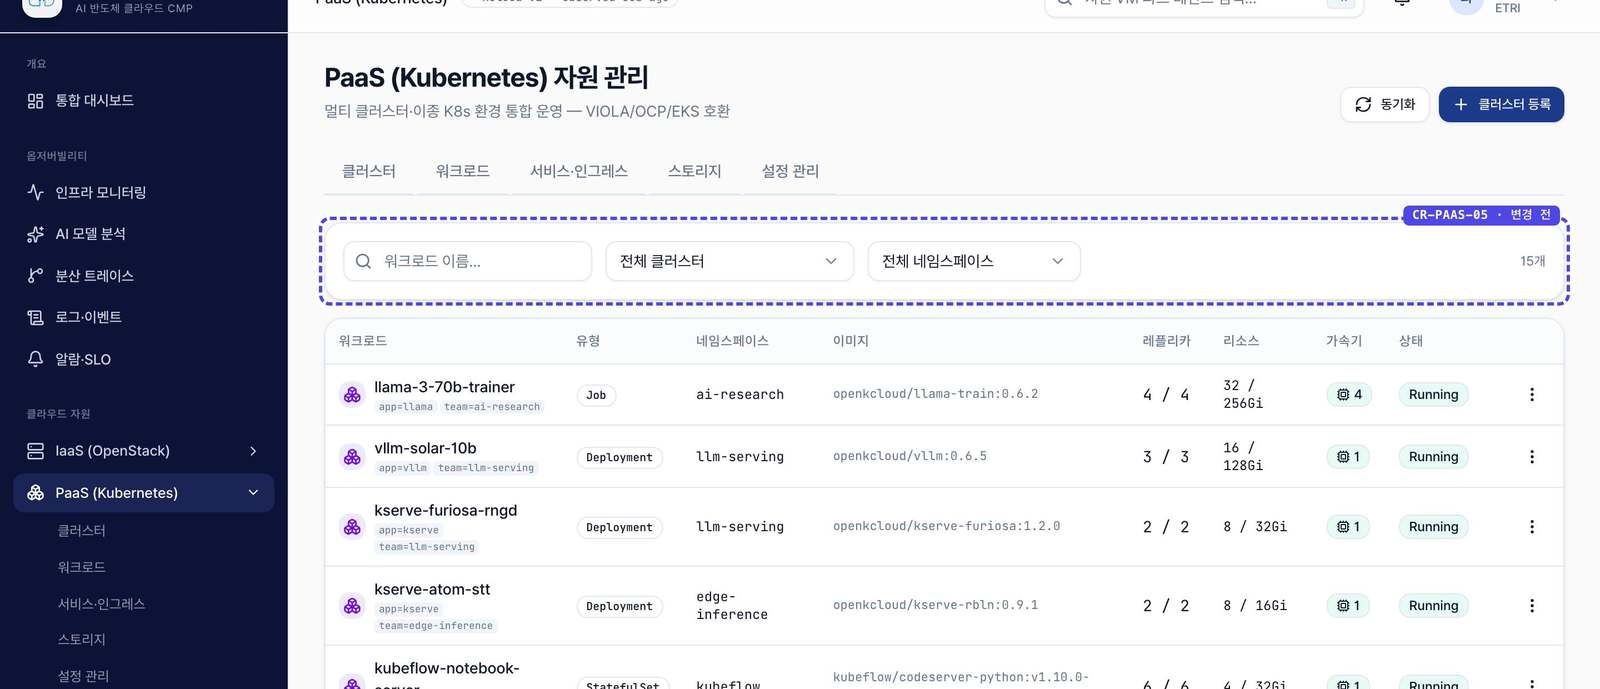 AI 반도체 클라우드 CMP
ETRI
개요
통합 대시보드
옵저버빌리티
인프라 모니터링
AI 모델 분석
분산 트레이스
로그·이벤트
알람·SLO
클라우드 자원
IaaS (OpenStack)
PaaS (Kubernetes)
클러스터
워크로드
서비스·인그레스
스토리지
설정 관리
PaaS (Kubernetes) 자원 관리
멀티 클러스터·이종 K8s 환경 통합 운영 — VIOLA/OCP/EKS 호환
동기화
+ 클러스터 등록
클러스터 워크로드 서비스·인그레스 스토리지 설정 관리
CR-PAAS-05 · 변경 전
워크로드 이름... 전체 클러스터 전체 네임스페이스 15개
워크로드 유형 네임스페이스 이미지 레플리카 리소스 가속기 상태
llama-3-70b-trainer
app=llama team=ai-research
Job
ai-research
openkcloud/llama-train:0.6.2
4 / 4
32 /
256Gi
4
Running
vllm-solar-10b
app=vllm team=llm-serving
Deployment
llm-serving
openkcloud/vllm:0.6.5
3 / 3
16 /
128Gi
1
Running
kserve-furiosa-rngd
app=kserve
team=llm-serving
Deployment
llm-serving
openkcloud/kserve-furiosa:1.2.0
2 / 2
8 / 32Gi
1
Running
kserve-atom-stt
app=kserve
team=edge-inference
Deployment
edge-
inference
openkcloud/kserve-rbln:0.9.1
2 / 2
8 / 16Gi
1
Running
kubeflow-notebook-
server
StatefulSet
kubeflow
kubeflow/codeserver-python:v1.10.0-
6 / 6
4 / 32Gi
1
Running